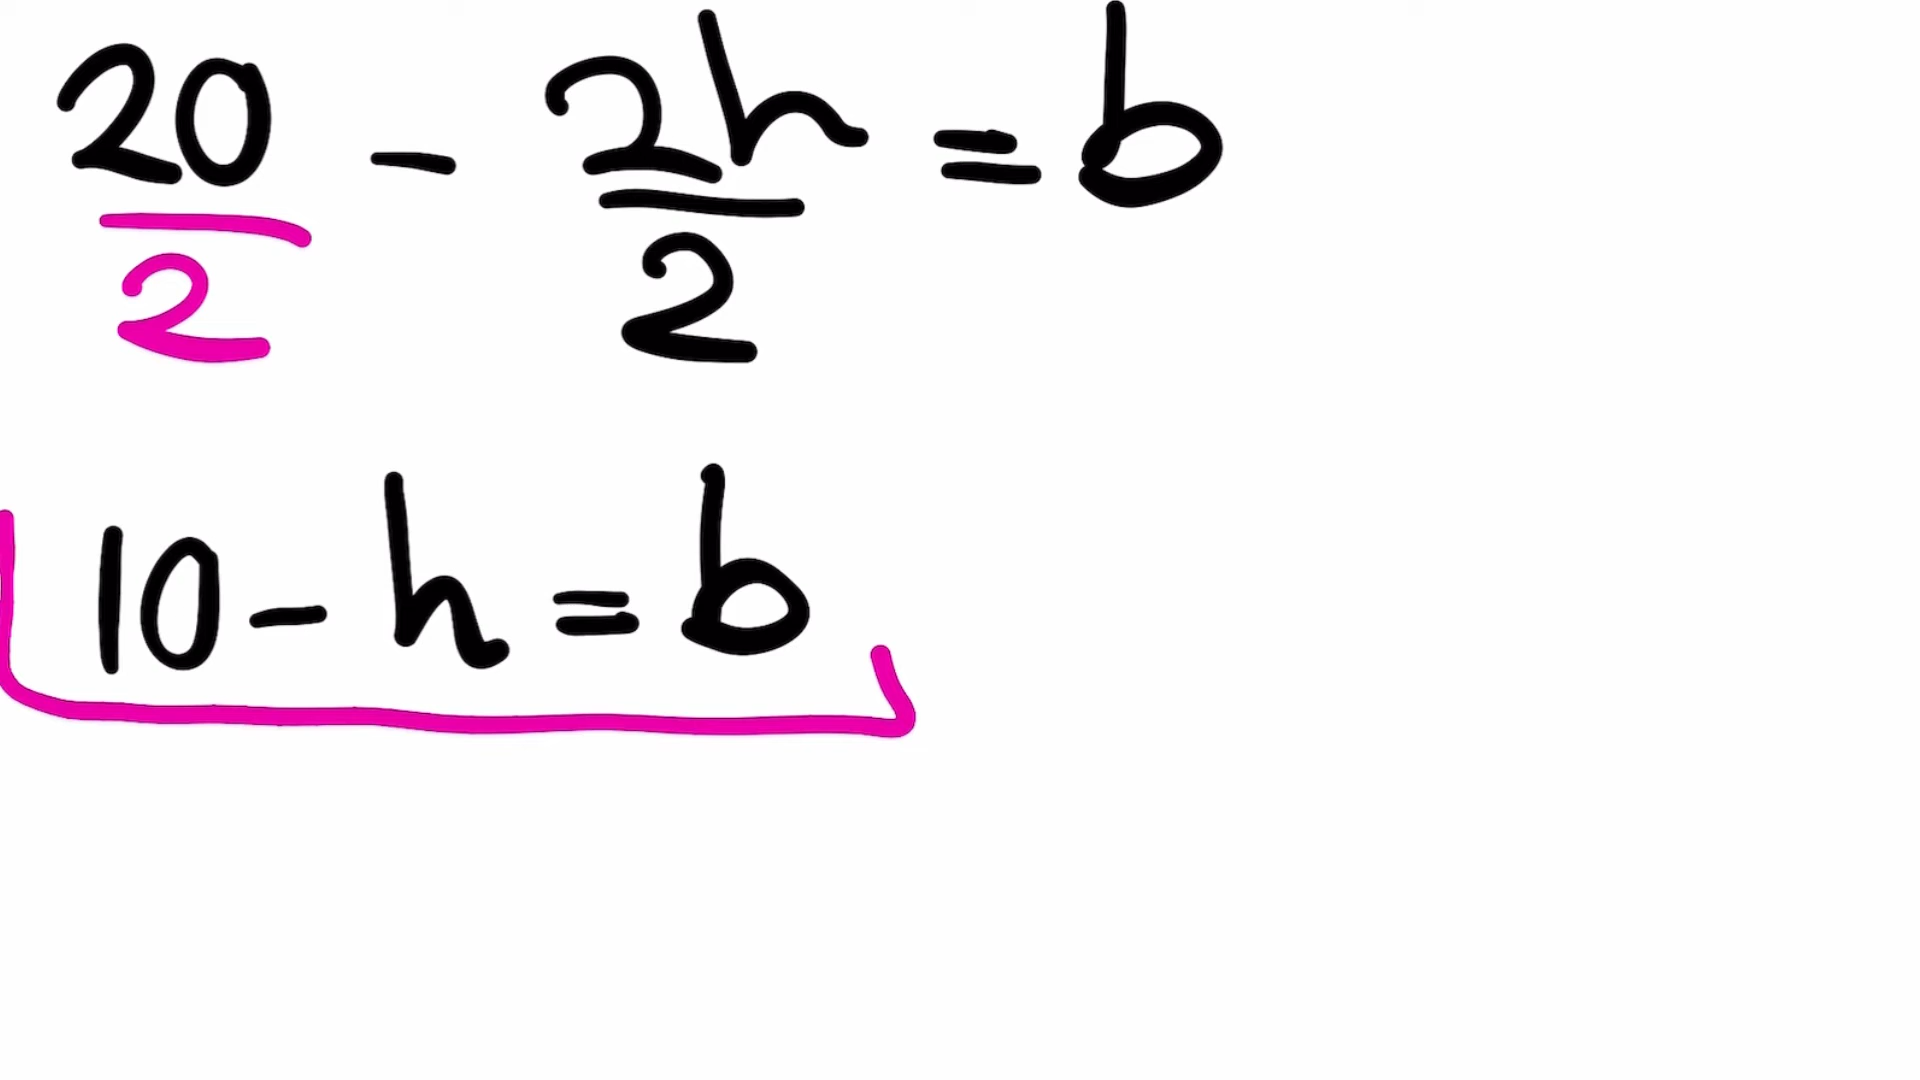 20/2 - 2h/2 = b
10 - h = b